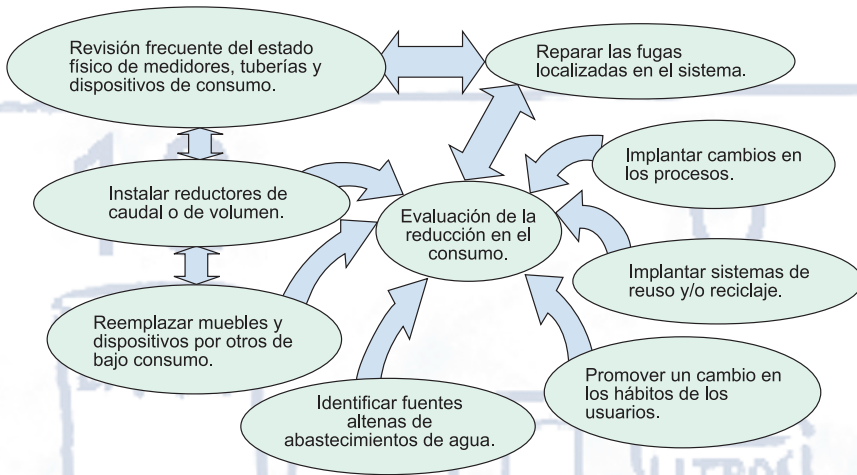 Revisión frecuente del estado
físico de medidores, tuberías y
dispositivos de consumo.
Reparar las fugas
localizadas en el sistema.
Implantar cambios en
los procesos.
Instalar reductores de
caudal o de volumen.
Evaluación de la
reducción en el
consumo.
Implantar sistemas de
reuso y/o reciclaje.
Reemplazar muebles y
dispositivos por otros de
bajo consumo.
Promover un cambio en
los hábitos de los
usuarios.
Identificar fuentes
altenas de
abastecimientos de agua.